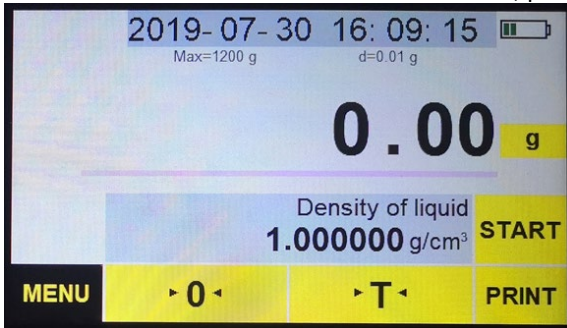 2019-07-30 16:09:15
Max=1200 g d=0.01 g
0.00 g
Density of liquid
1.000000 g/cm³
START
MENU ▸0◂ ▸T◂ PRINT